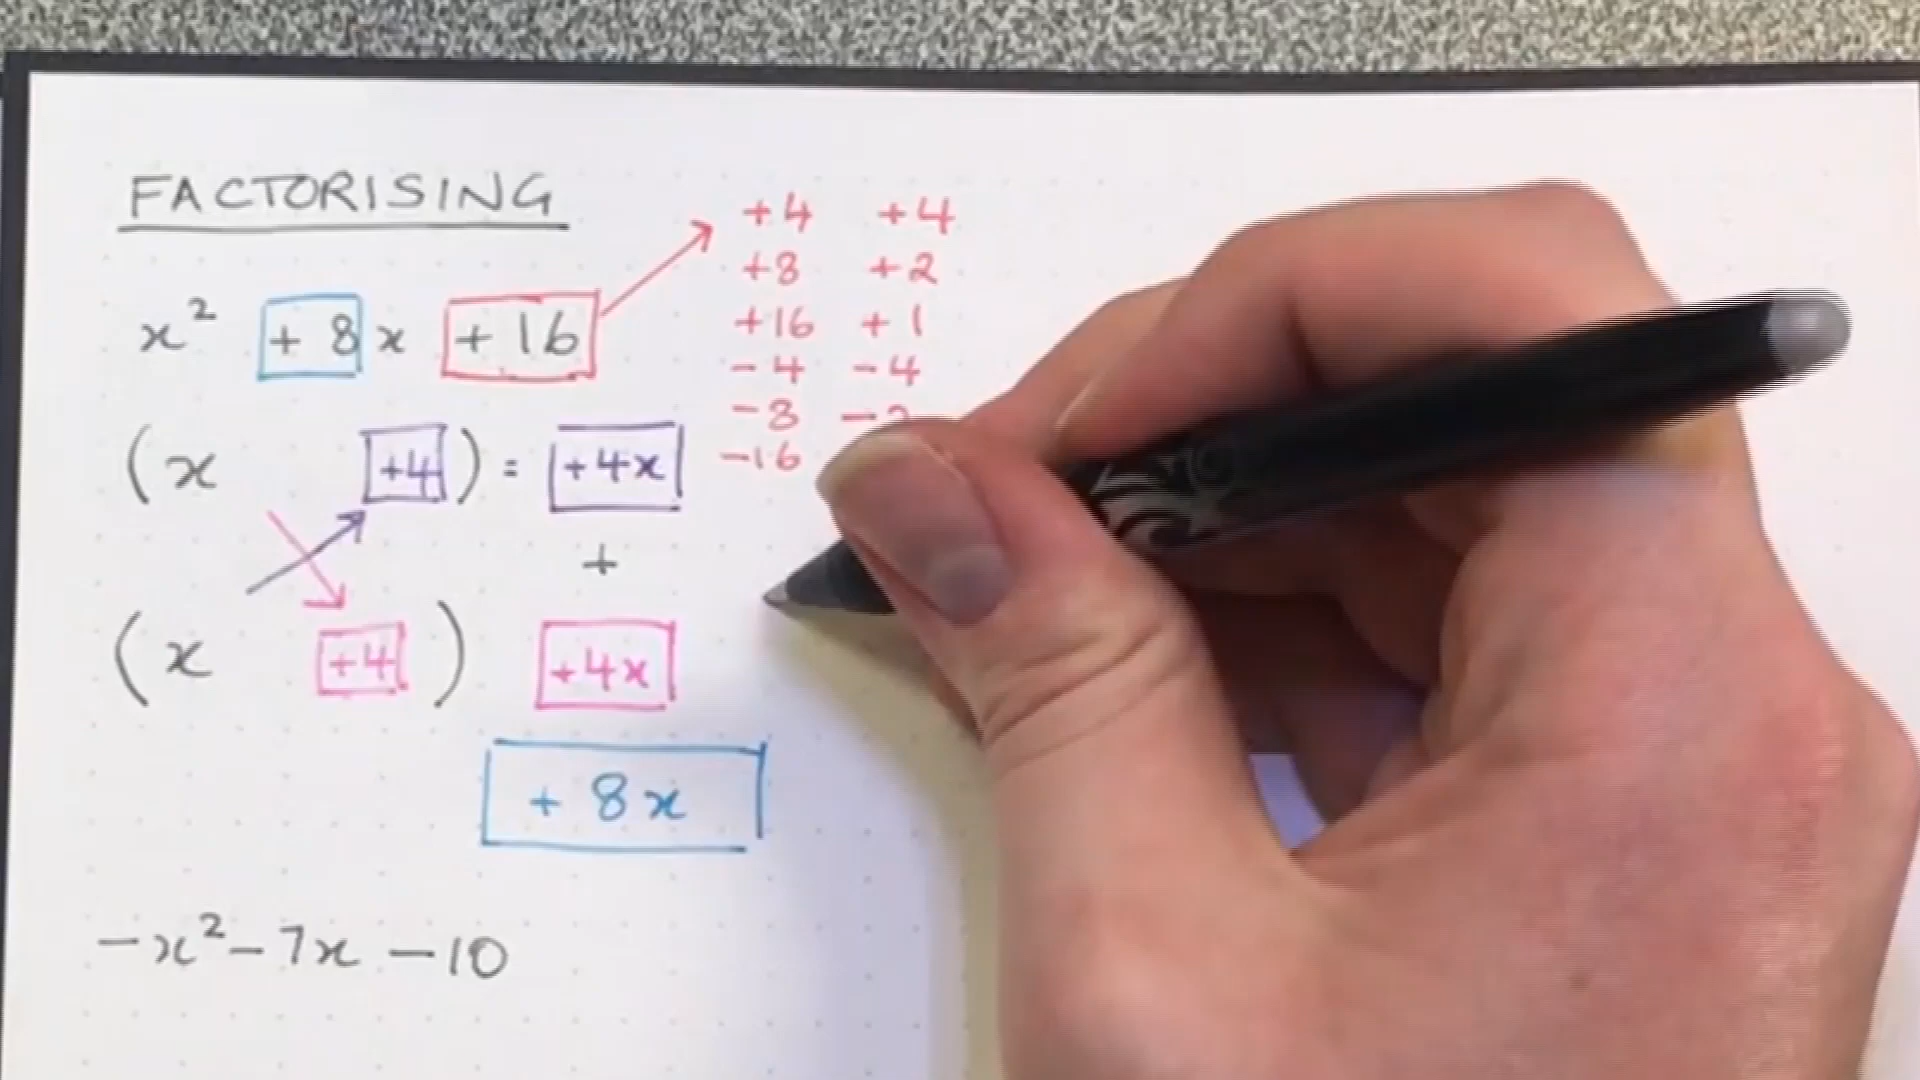 FACTORISING
x² + 8x + 16
+4 +4
+8 +2
+16 +1
-4 -4
-8 -2
-16
(x +4) = +4x
+
(x +4) +4x
+ 8x
-x² - 7x - 10